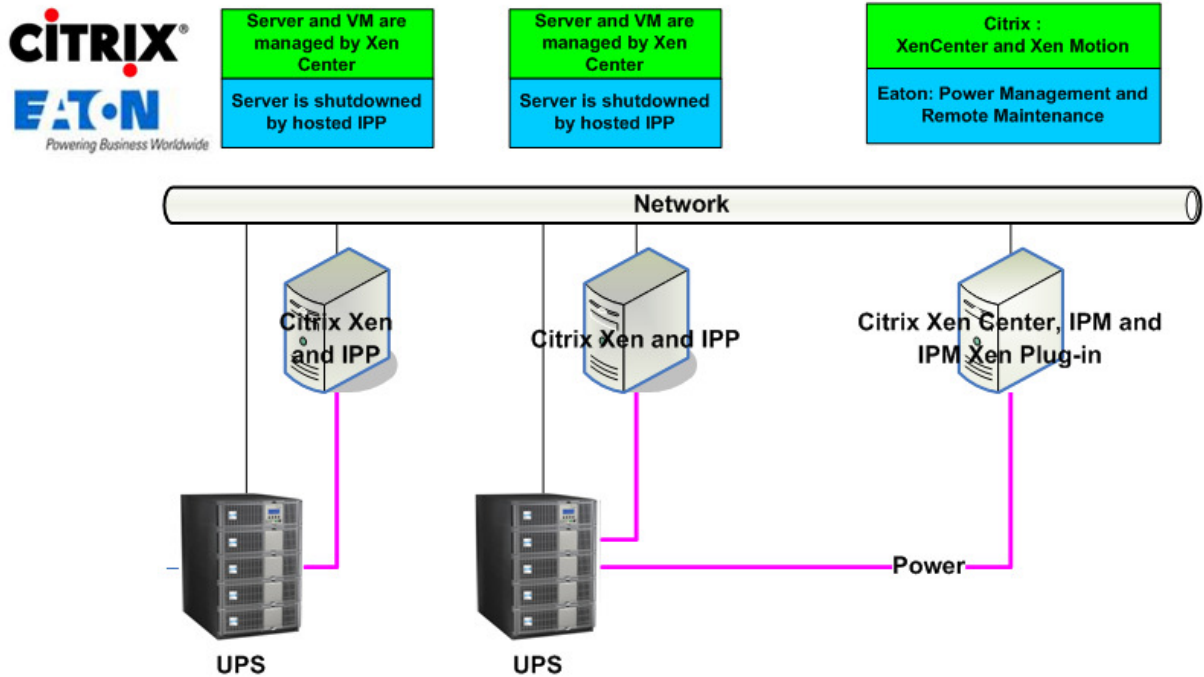 CITRIX®
EATON
Powering Business Worldwide
Server and VM are
managed by Xen
Center
Server is shutdowned
by hosted IPP
Server and VM are
managed by Xen
Center
Server is shutdowned
by hosted IPP
Citrix :
XenCenter and Xen Motion
Eaton: Power Management and
Remote Maintenance
Network
Citrix Xen
and IPP
Citrix Xen and IPP
Citrix Xen Center, IPM and
IPM Xen Plug-in
Power
UPS
UPS